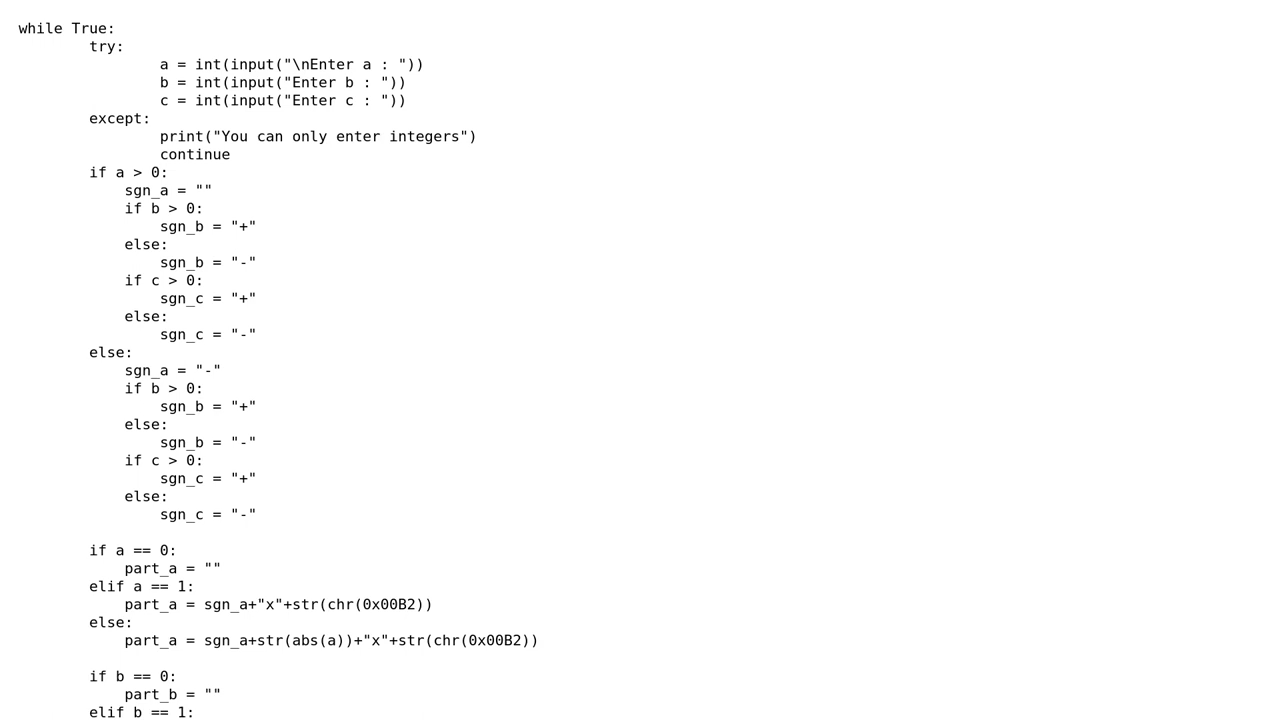 while True:
        try:
                a = int(input("\nEnter a : "))
                b = int(input("Enter b : "))
                c = int(input("Enter c : "))
        except:
                print("You can only enter integers")
                continue
        if a > 0:
            sgn_a = ""
            if b > 0:
                sgn_b = "+"
            else:
                sgn_b = "-"
            if c > 0:
                sgn_c = "+"
            else:
                sgn_c = "-"
        else:
            sgn_a = "-"
            if b > 0:
                sgn_b = "+"
            else:
                sgn_b = "-"
            if c > 0:
                sgn_c = "+"
            else:
                sgn_c = "-"

        if a == 0:
            part_a = ""
        elif a == 1:
            part_a = sgn_a+"x"+str(chr(0x00B2))
        else:
            part_a = sgn_a+str(abs(a))+"x"+str(chr(0x00B2))

        if b == 0:
            part_b = ""
        elif b == 1: